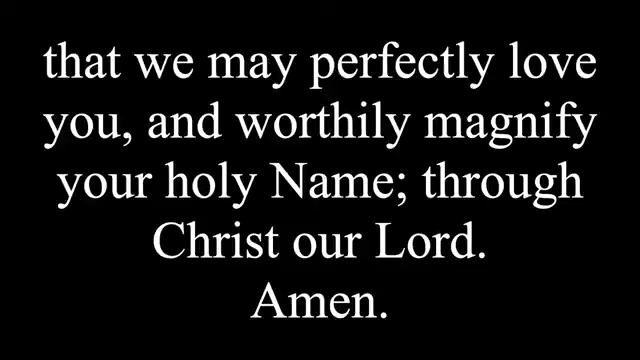 that we may perfectly love
you, and worthily magnify
your holy Name; through
Christ our Lord.
Amen.